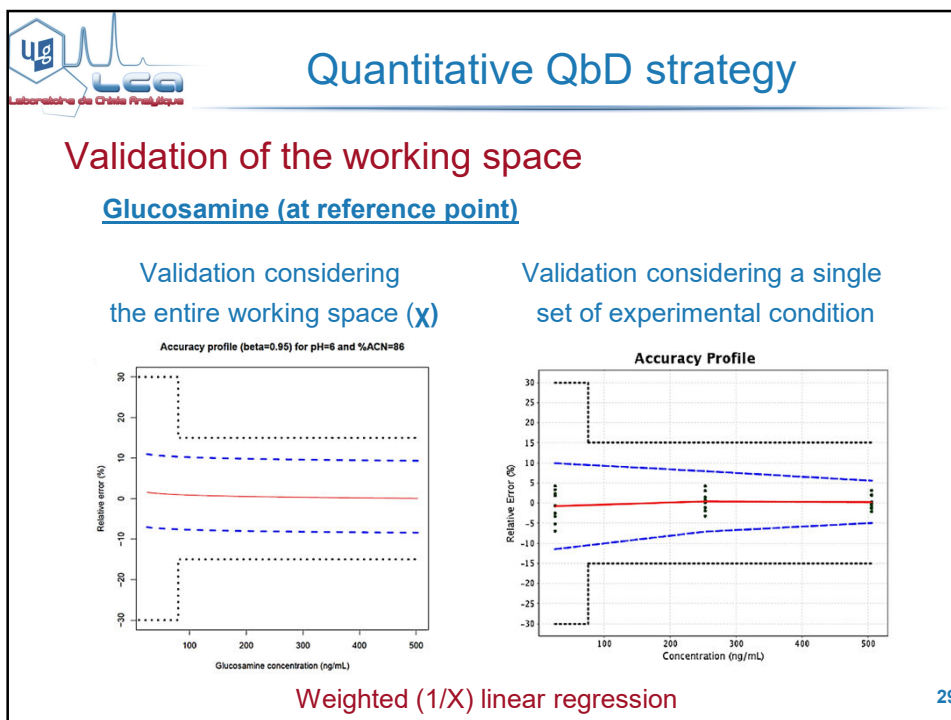 Ulg
LCA
Laboratoire de Chimie Analytique
Quantitative QbD strategy
Validation of the working space
Glucosamine (at reference point)
Validation considering
the entire working space (χ)
Accuracy profile (beta=0.95) for pH=6 and %ACN=86
Relative error (%)
30
20
10
0
-10
-20
-30
100 200 300 400 500
Glucosamine concentration (ng/mL)
Validation considering a single
set of experimental condition
Accuracy Profile
Relative Error (%)
30
25
20
15
10
5
0
-5
-10
-15
-20
-25
-30
100 200 300 400 500
Concentration (ng/mL)
Weighted (1/X) linear regression
29